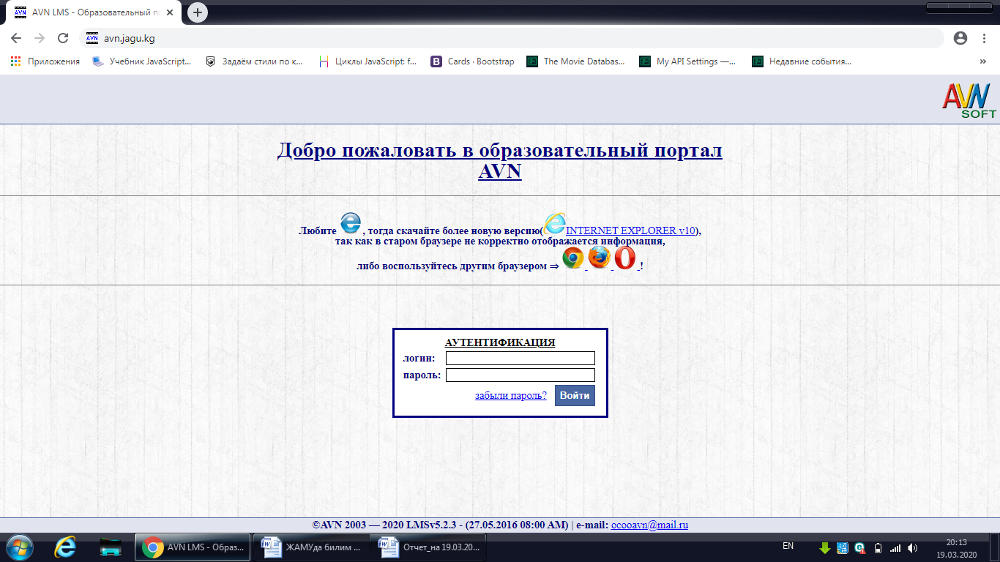 AVN LMS - Образовательный п
avn.jagu.kg
Приложения
Учебник JavaScript...
Задаём стили по к...
Циклы JavaScript: f...
Cards · Bootstrap
The Movie Databas...
My API Settings —...
Недавние события...
AVN
SOFT
Добро пожаловать в образовательный портал
AVN
Любите , тогда скачайте более новую версию(INTERNET EXPLORER v10),
так как в старом браузере не корректно отображается информация,
либо воспользуйтесь другим браузером ⇒ !
АУТЕНТИФИКАЦИЯ
логин:
пароль:
забыли пароль? Войти
©AVN 2003 — 2020 LMSv5.2.3 - (27.05.2016 08:00 AM) | e-mail: ocooavn@mail.ru
AVN LMS - Образ...
ЖАМУда билим ...
Отчет_на 19.03.20...
EN
20:13
19.03.2020